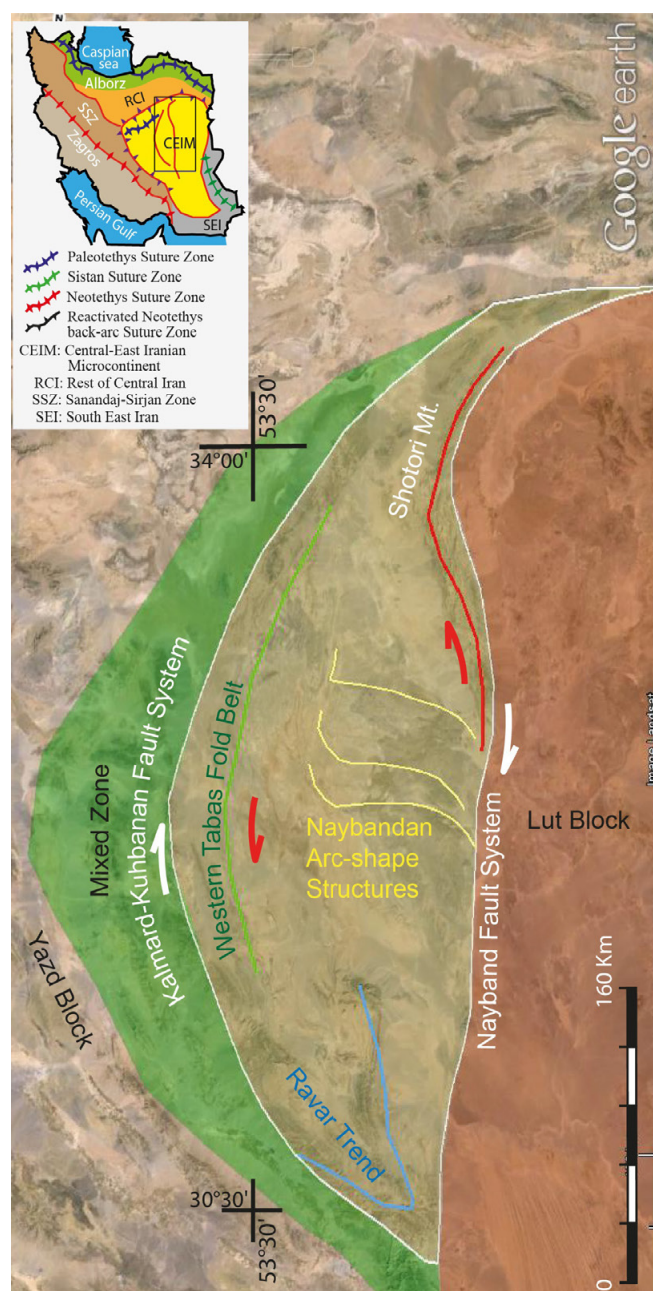 N
Caspian
sea
Alborz
RCI
SSZ
CEIM
Zagros
Persian Gulf
SEI
Paleotethys Suture Zone
Sistan Suture Zone
Neotethys Suture Zone
Reactivated Neotethys
back-arc Suture Zone
CEIM: Central-East Iranian
Microcontinent
RCI: Rest of Central Iran
SSZ: Sanandaj-Sirjan Zone
SEI: South East Iran
Google earth
53°30'
34°00'
Shotori Mt.
Kalmard-Kuhbanan Fault System
Western Tabas Fold Belt
Mixed Zone
Naybandan
Arc-shape
Structures
Lut Block
Nayband Fault System
Yazd Block
Ravar Trend
30°30'
53°30'
160 Km
0
Image Landsat